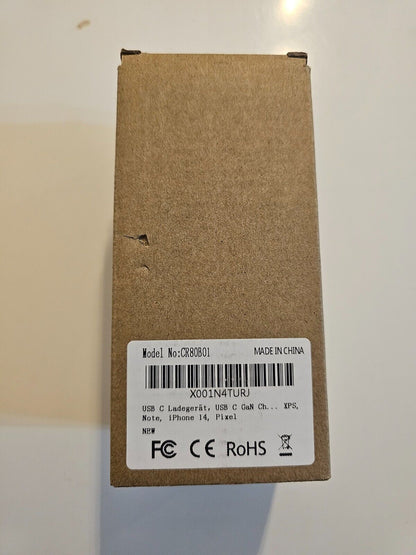 Model No:CR80B01 MADE IN CHINA
X001N4TURJ
USB C Ladegerät, USB C GaN Ch... XPS,
Note, iPhone 14, Pixel
NEW
FC CE RoHS